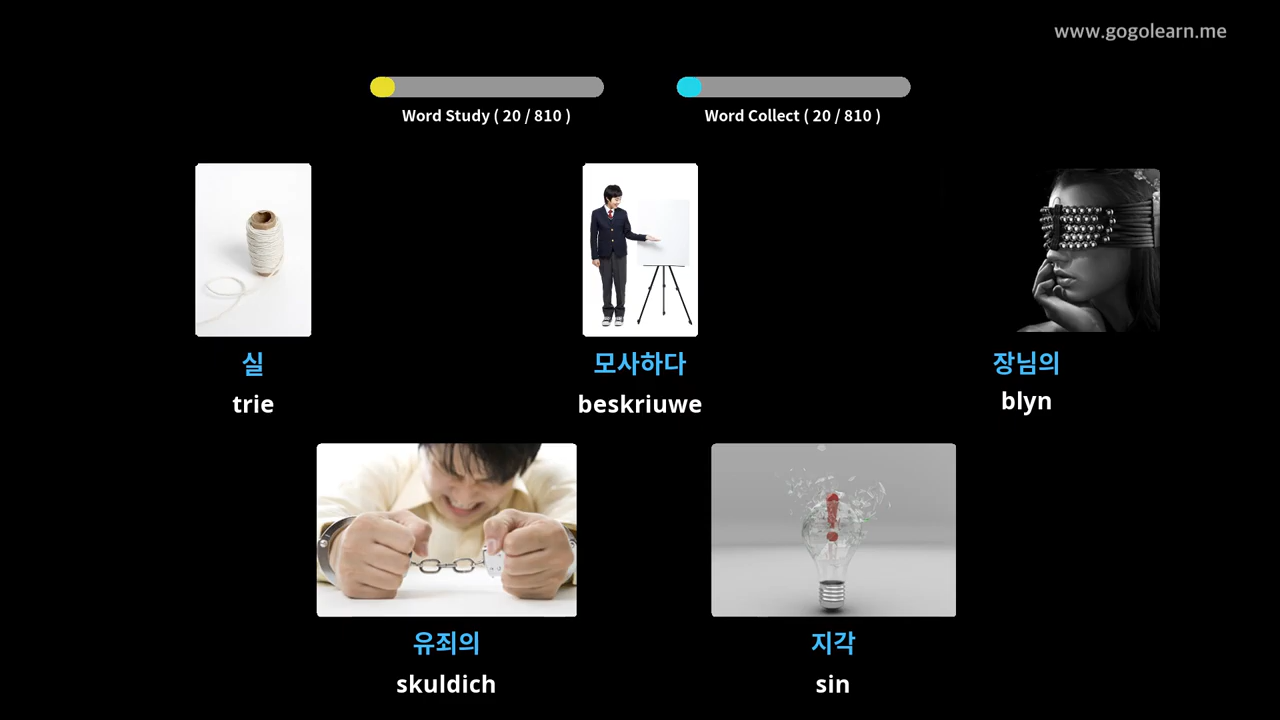 www.gogolearn.me
Word Study ( 20 / 810 )
Word Collect ( 20 / 810 )
실
trie
모사하다
beskriuwe
장님의
blyn
유죄의
skuldich
지각
sin